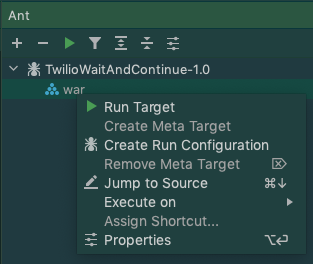 Ant
TwilioWaitAndContinue-1.0
war
Run Target
Create Meta Target
Create Run Configuration
Remove Meta Target ⌦
Jump to Source ⌘↓
Execute on
Assign Shortcut...
Properties ⌥⏎